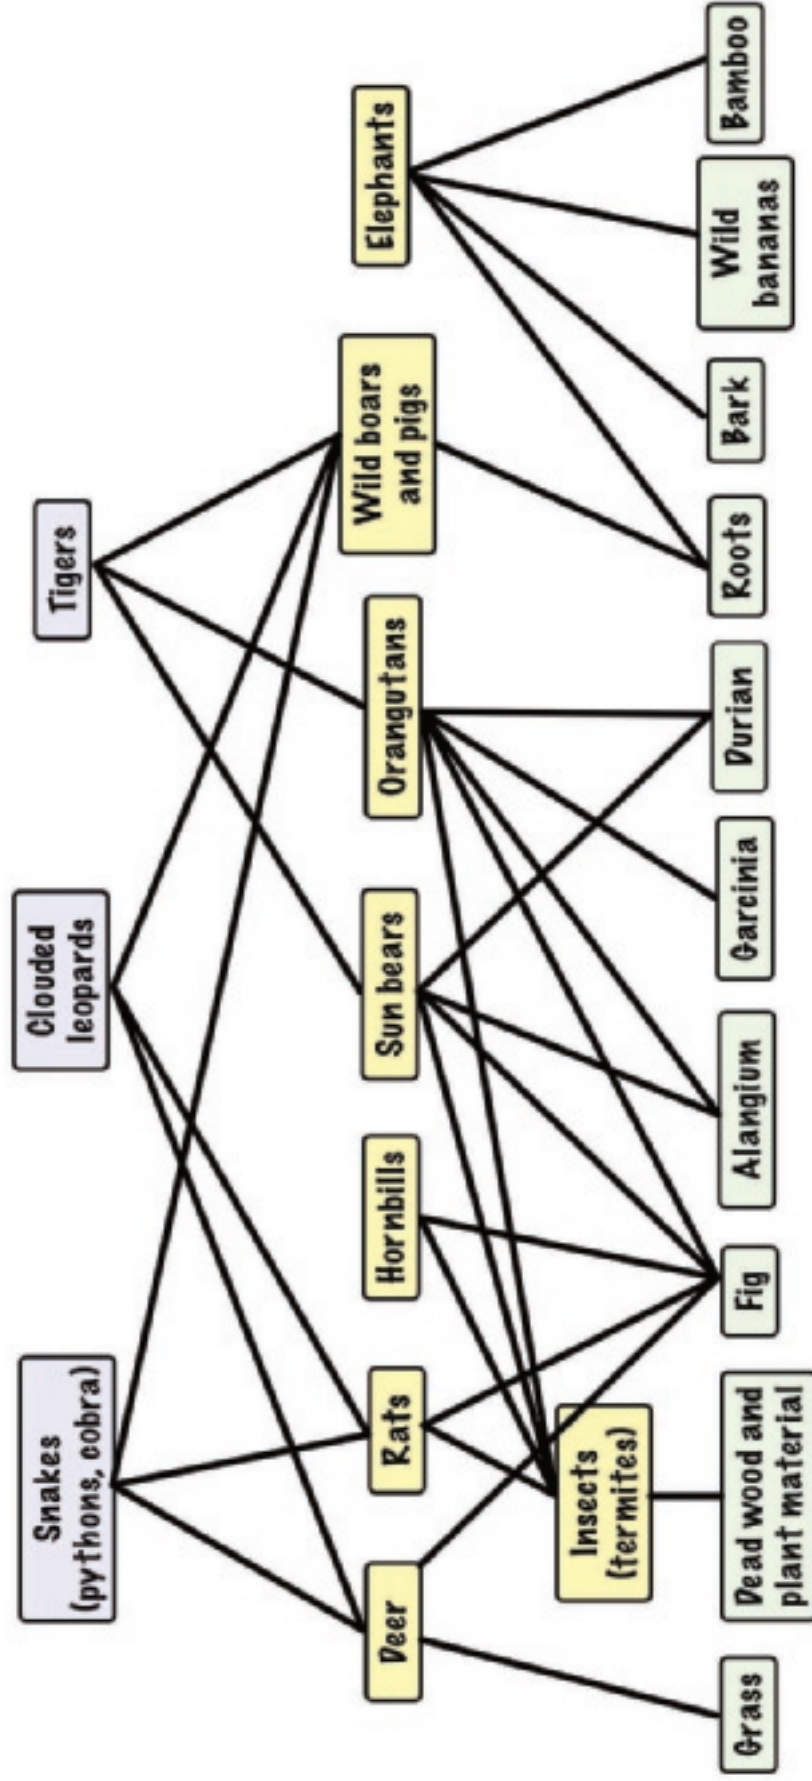 Snakes
(pythons, cobra)
Clouded
leopards
Tigers
Deer
Rats
Hornbills
Sun bears
Orangutans
Wild boars
and pigs
Elephants
Insects
(termites)
Grass
Dead wood and
plant material
Fig
Alangium
Garcinia
Durian
Roots
Bark
Wild
bananas
Bamboo